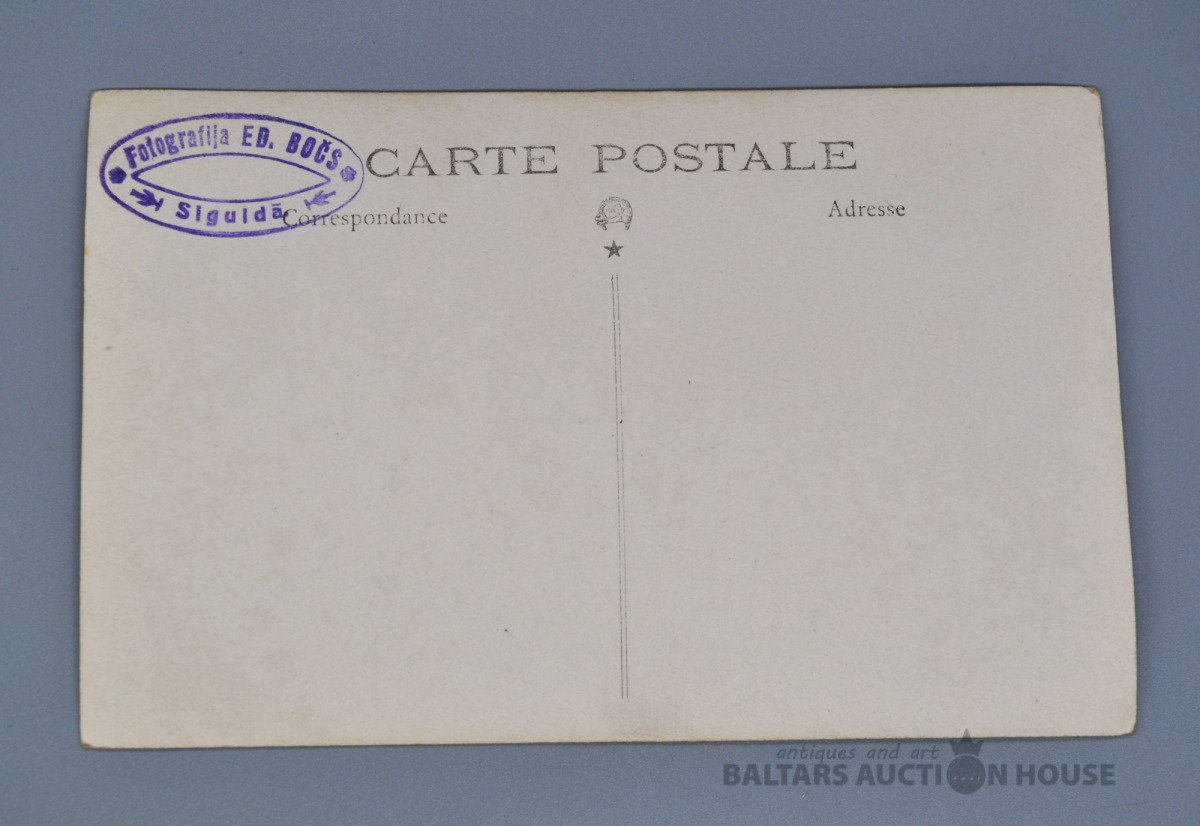 Fotografija ED. BOČS
Siguldā.
CARTE POSTALE
Correspondance
Adresse
antiques and art
BALTARS AUCTION HOUSE